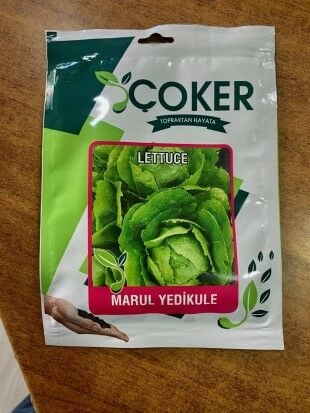 ÇOKER
TOPRAKTAN HAYATA
LETTUCE
MARUL YEDİKULE